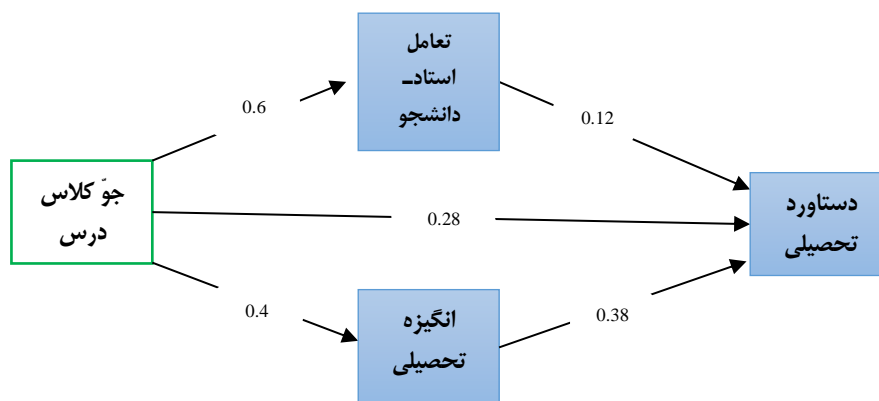 تعامل
استادـ
دانشجو
0.6
0.12
جوّ کلاس
درس
دستاورد
تحصیلی
0.28
انگیزه
تحصیلی
0.4
0.38